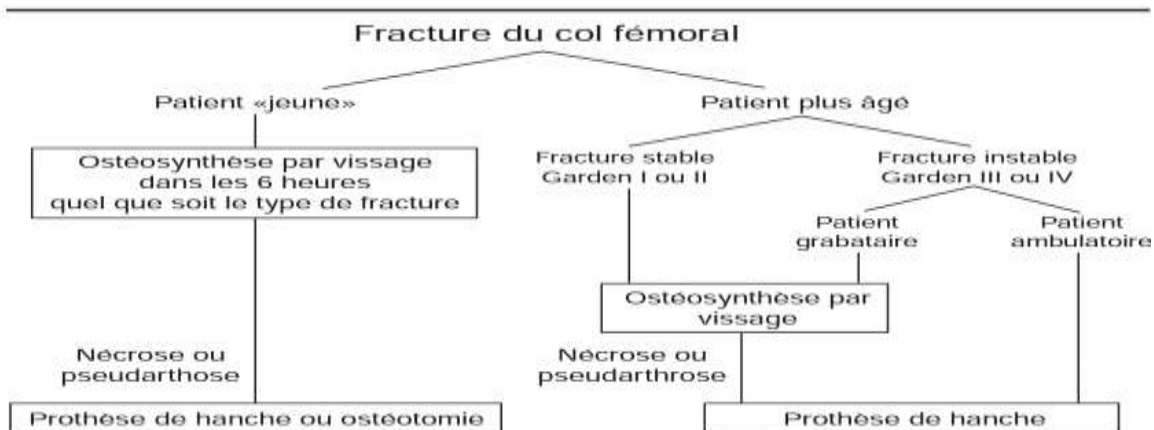 Fracture du col fémoral
Patient «jeune»
Patient plus âgé
Ostéosynthèse par vissage
dans les 6 heures
quel que soit le type de fracture
Fracture stable
Garden I ou II
Fracture instable
Garden III ou IV
Patient
grabataire
Patient
ambulatoire
Ostéosynthèse par
vissage
Nécrose ou
pseudarthose
Nécrose ou
pseudarthrose
Prothèse de hanche ou ostéotomie
Prothèse de hanche